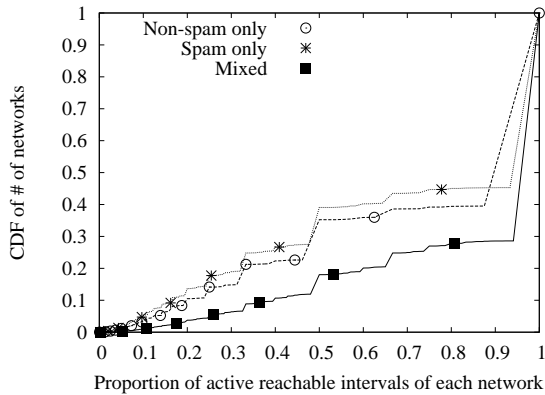 1
0.9
0.8
0.7
0.6
0.5
0.4
0.3
0.2
0.1
0
CDF of # of networks
Non-spam only
Spam only
Mixed
0 0.1 0.2 0.3 0.4 0.5 0.6 0.7 0.8 0.9 1
Proportion of active reachable intervals of each network